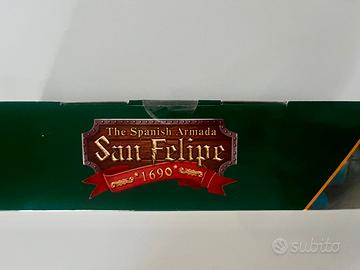 The Spanish Armada
San Felipe
*1690*
subito